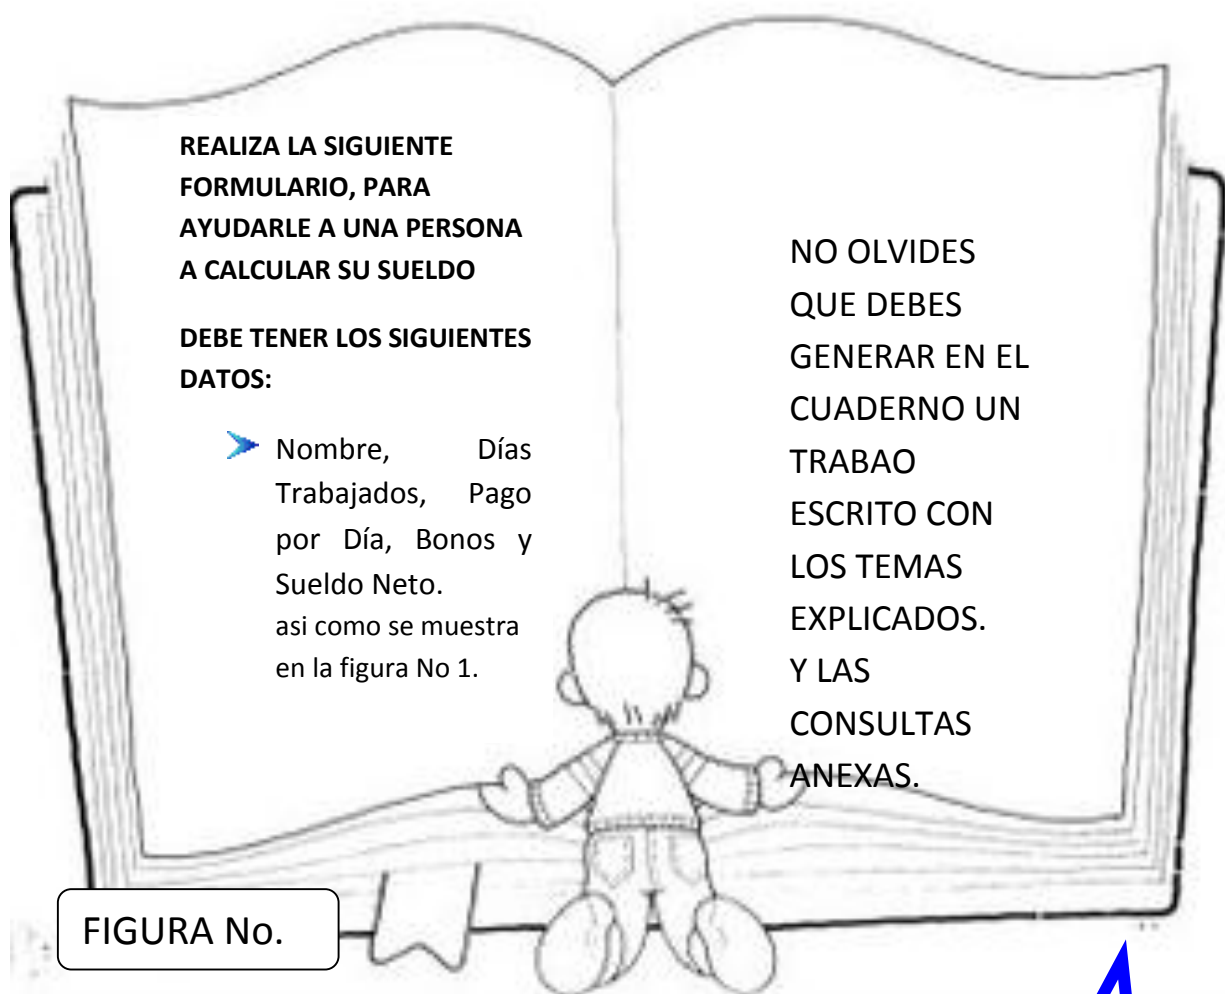 REALIZA LA SIGUIENTE
FORMULARIO, PARA
AYUDARLE A UNA PERSONA
A CALCULAR SU SUELDO
DEBE TENER LOS SIGUIENTES
DATOS:
Nombre, Días
Trabajados, Pago
por Día, Bonos y
Sueldo Neto.
asi como se muestra
en la figura No 1.
NO OLVIDES
QUE DEBES
GENERAR EN EL
CUADERNO UN
TRABAO
ESCRITO CON
LOS TEMAS
EXPLICADOS.
Y LAS
CONSULTAS
ANEXAS.
FIGURA No.